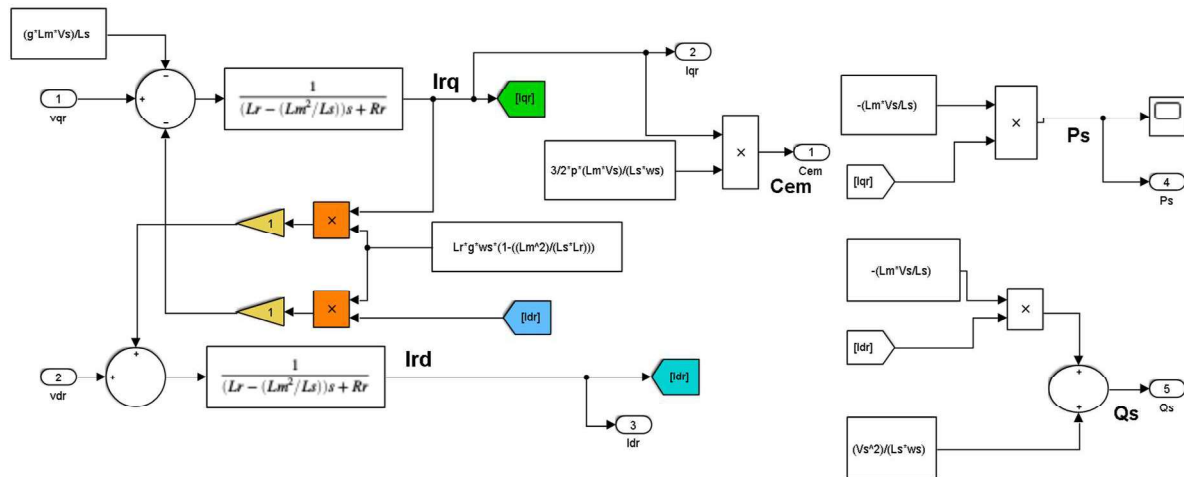 (g*Lm*Vs)/Ls
1
vqr
1
(Lr − (Lm²/Ls))s + Rr
Irq
[Iqr]
2
Iqr
3/2*p*(Lm*Vs)/(Ls*ws)
×
1
Cem
Cem
-(Lm*Vs/Ls)
[Iqr]
×
Ps
4
Ps
1
×
Lr*g*ws*(1-((Lm^2)/(Ls*Lr)))
1
×
[Idr]
2
vdr
1
(Lr − (Lm²/Ls))s + Rr
Ird
[Idr]
3
Idr
-(Lm*Vs/Ls)
[Idr]
×
(Vs^2)/(Ls*ws)
Qs
5
Qs